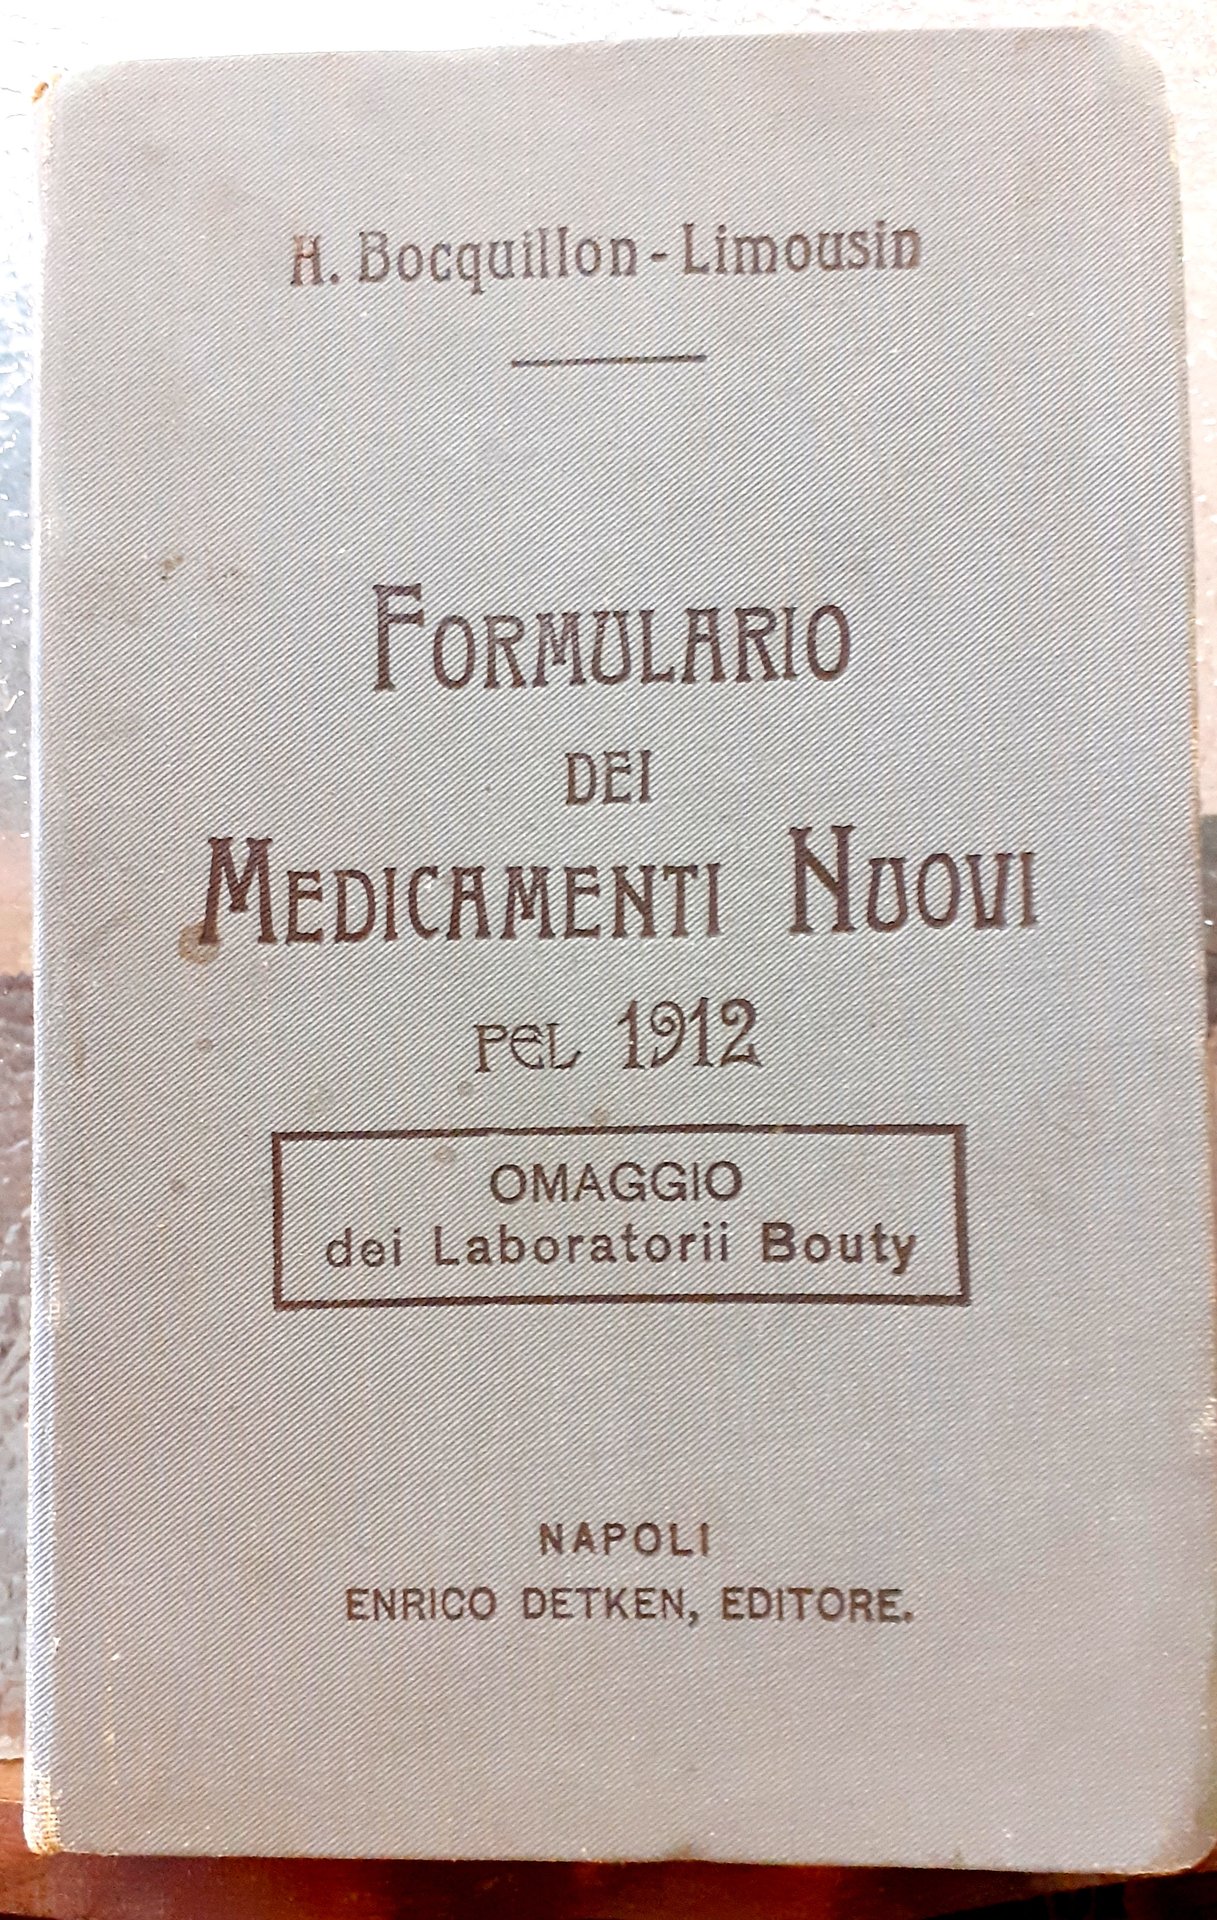 H. Bocquillon-Limousin
FORMULARIO
DEI
MEDICAMENTI NUOVI
PEL 1912
OMAGGIO
dei Laboratorii Bouty
NAPOLI
ENRICO DETKEN, EDITORE.